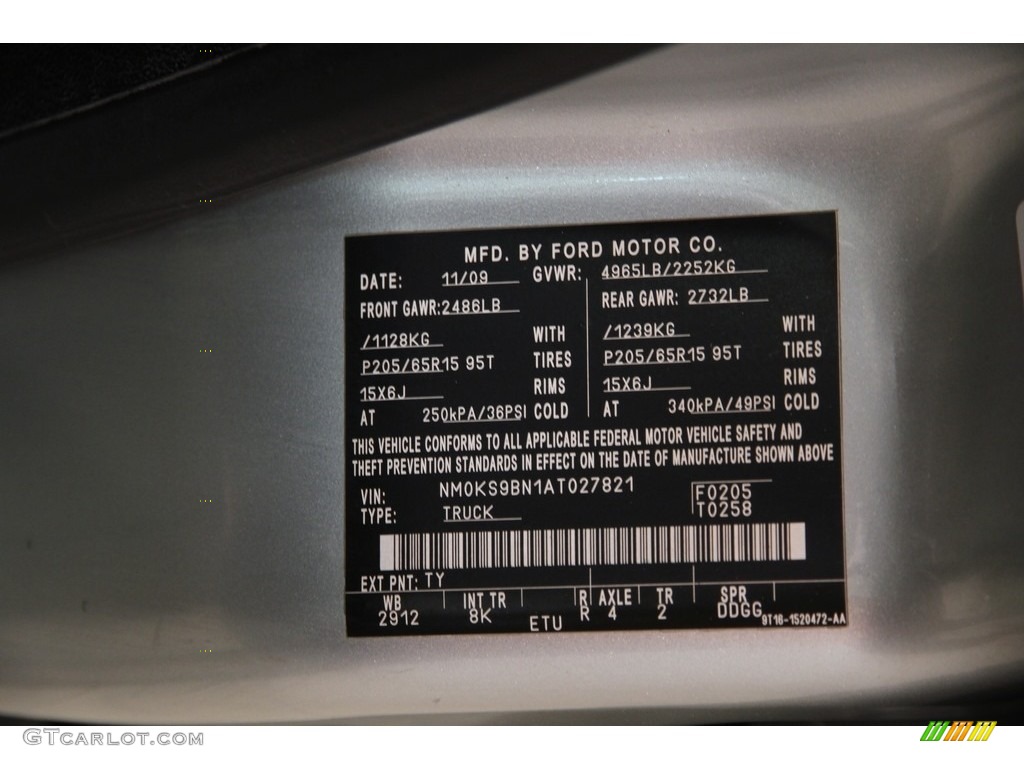 MFD. BY FORD MOTOR CO.
DATE: 11/09 GVWR: 4965LB/2252KG
FRONT GAWR:2486LB REAR GAWR: 2732LB
/1128KG WITH /1239KG WITH
P205/65R15 95T TIRES P205/65R15 95T TIRES
15X6J RIMS 15X6J RIMS
AT 250kPA/36PSI COLD AT 340kPA/49PSI COLD
THIS VEHICLE CONFORMS TO ALL APPLICABLE FEDERAL MOTOR VEHICLE SAFETY AND
THEFT PREVENTION STANDARDS IN EFFECT ON THE DATE OF MANUFACTURE SHOWN ABOVE
VIN: NM0KS9BN1AT027821 F0205
TYPE: TRUCK T0258
EXT PNT: TY
WB INT TR R AXLE TR SPR
2912 8K ETU R 4 2 DDGG 9T16-1520472-AA
GTCarlot.com